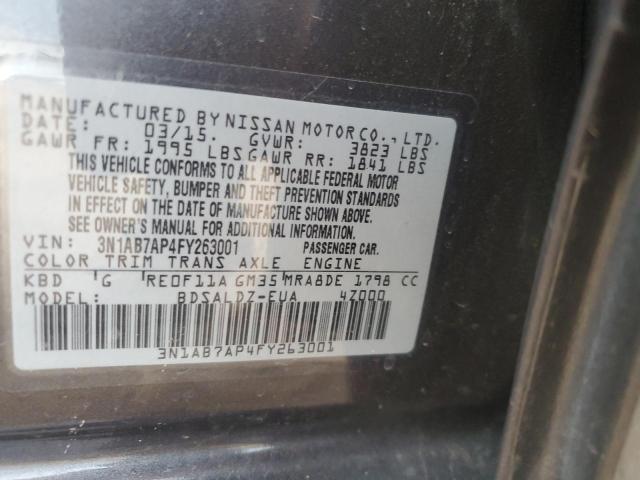 MANUFACTURED BY NISSAN MOTOR CO., LTD.
DATE: 03/15. GVWR: 3823 LBS
GAWR FR: 1995 LBS GAWR RR: 1841 LBS
THIS VEHICLE CONFORMS TO ALL APPLICABLE FEDERAL MOTOR
VEHICLE SAFETY, BUMPER AND THEFT PREVENTION STANDARDS
IN EFFECT ON THE DATE OF MANUFACTURE SHOWN ABOVE.
SEE OWNER'S MANUAL FOR ADDITIONAL INFORMATION.
VIN: 3N1AB7AP4FY263001 PASSENGER CAR.
COLOR TRIM TRANS AXLE ENGINE
KBD G RE0F11A GM35 MRA8DE 1798 CC
BDSALDZ-EUA 4Z000
3N1AB7AP4FY263001